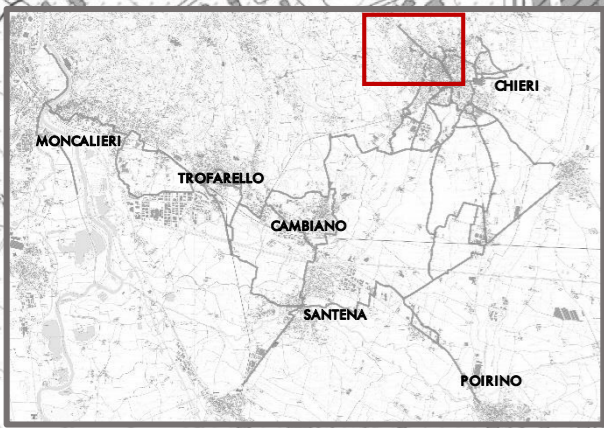 CHIERI
MONCALIERI
TROFARELLO
CAMBIANO
SANTENA
POIRINO